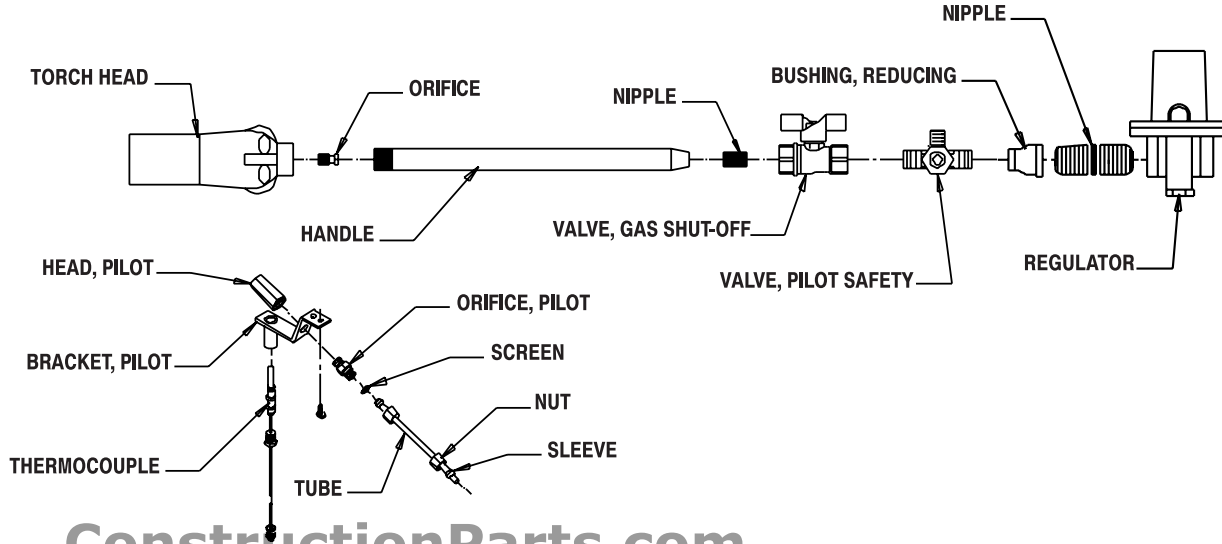 NIPPLE
TORCH HEAD
ORIFICE
NIPPLE
BUSHING, REDUCING
HANDLE
VALVE, GAS SHUT-OFF
VALVE, PILOT SAFETY
REGULATOR
HEAD, PILOT
ORIFICE, PILOT
BRACKET, PILOT
SCREEN
NUT
THERMOCOUPLE
TUBE
SLEEVE
ConstructionParts.com